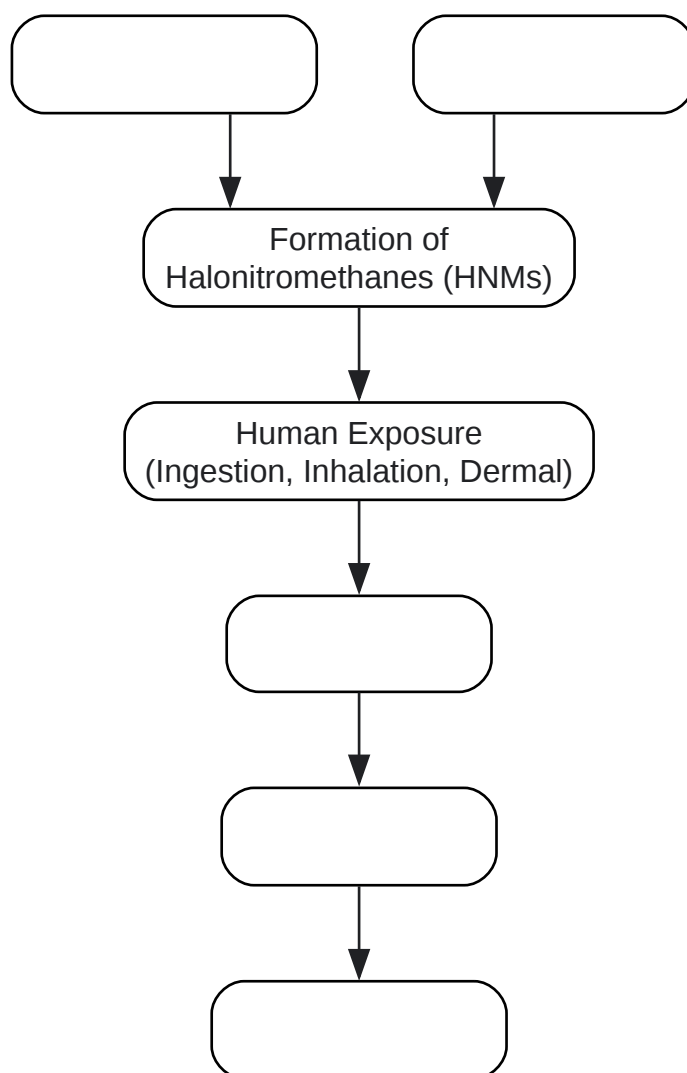 Formation of
Halonitromethanes (HNMs)
Human Exposure
(Ingestion, Inhalation, Dermal)